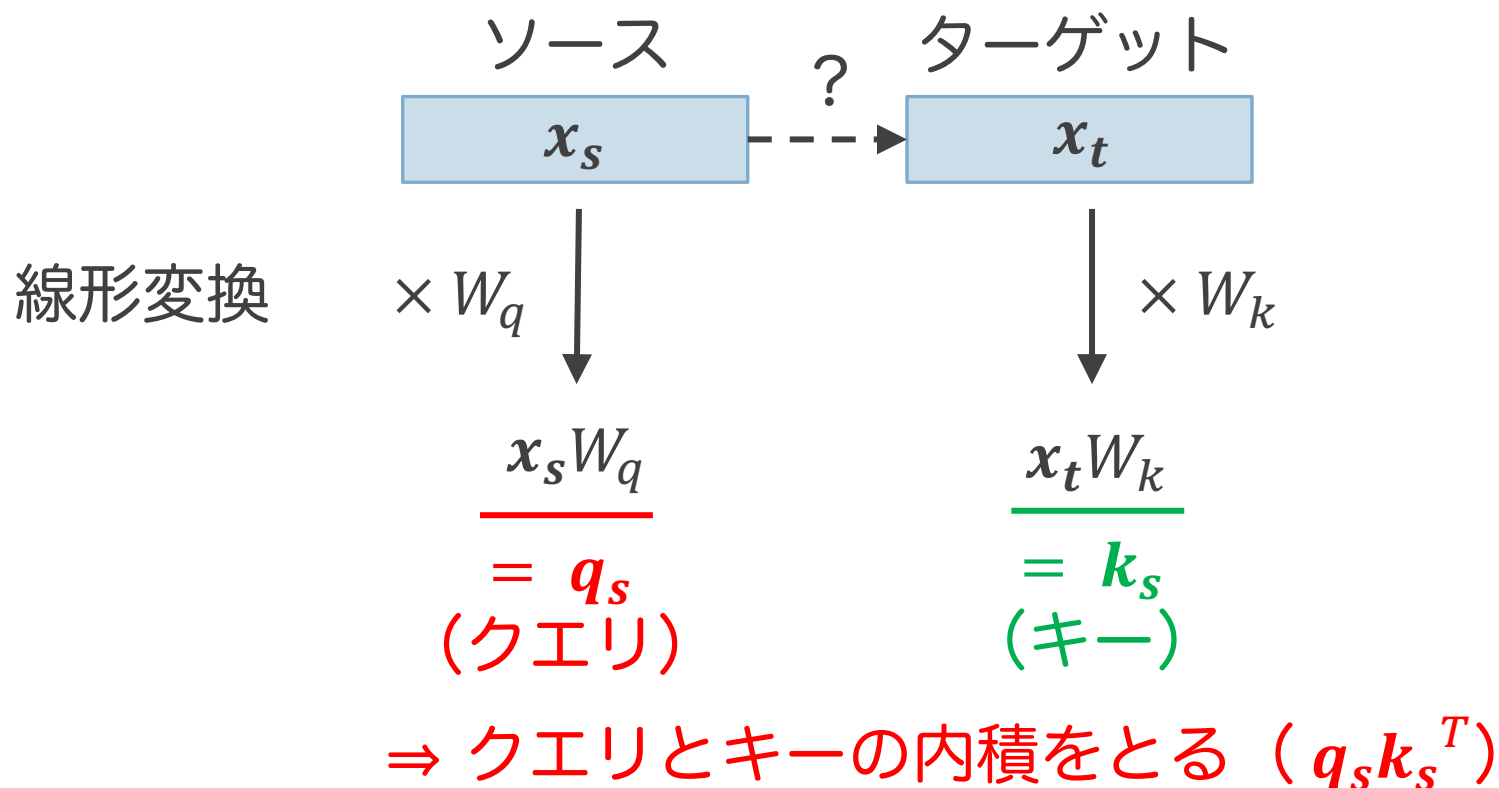 ソース
ターゲット
?
x_s
x_t
線形変換
× W_q
× W_k
x_s W_q
x_t W_k
= q_s
= k_s
（クエリ）
（キー）
⇒ クエリとキーの内積をとる（ q_s k_s^T ）